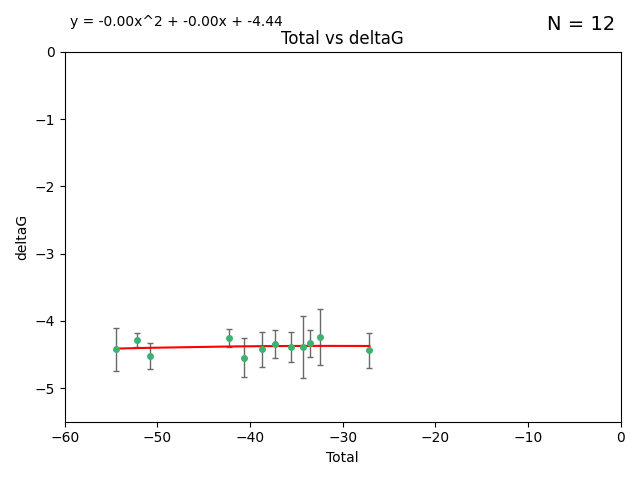 y = -0.00x^2 + -0.00x + -4.44
N = 12
Total vs deltaG
0
−1
−2
−3
−4
−5
deltaG
−60 −50 −40 −30 −20 −10 0
Total